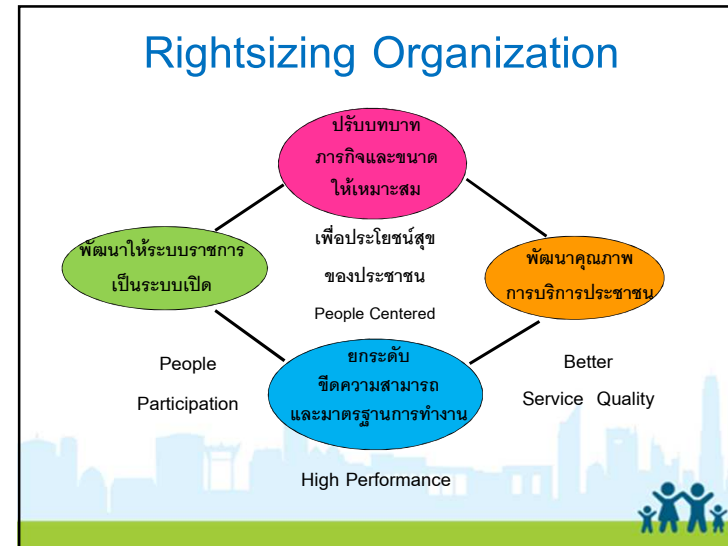 Rightsizing Organization
ปรับบทบาท
ภารกิจและขนาด
ให้เหมาะสม
พัฒนาให้ระบบราชการ
เป็นระบบเปิด
เพื่อประโยชน์สุข
ของประชาชน
People Centered
พัฒนาคุณภาพ
การบริการประชาชน
People
Participation
ยกระดับ
ขีดความสามารถ
และมาตรฐานการทำงาน
Better
Service Quality
High Performance